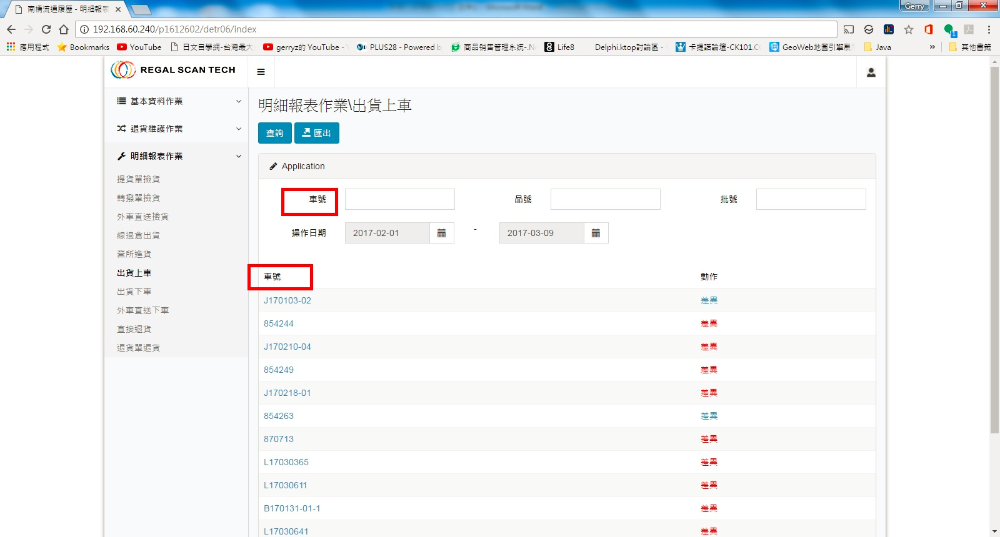 Gerry
南橋流通履歷 - 明細報表
192.168.60.240/p1612602/detr06/index
1
應用程式 Bookmarks YouTube 日文自學網-台灣最大 gerryz的 YouTube - PLUS28 - Powered b 商品銷售管理系統-.N Life8 Delphi.ktop討論區 - 卡提諾論壇-CK101.C GeoWeb地圖引擎展示 Java » 其他書籤
REGAL SCAN TECH
基本資料作業
退貨維護作業
明細報表作業
提貨單撿貨
轉撥單撿貨
外車直送撿貨
線邊倉出貨
營所進貨
出貨上車
出貨下車
外車直送下車
直接退貨
退貨單退貨
明細報表作業\出貨上車
查詢 匯出
Application
車號 品號 批號
操作日期 2017-02-01 - 2017-03-09
車號 動作
J170103-02 差異
854244 差異
J170210-04 差異
854249 差異
J170218-01 差異
854263 差異
870713 差異
L17030365 差異
L17030611 差異
B170131-01-1 差異
L17030641 差異